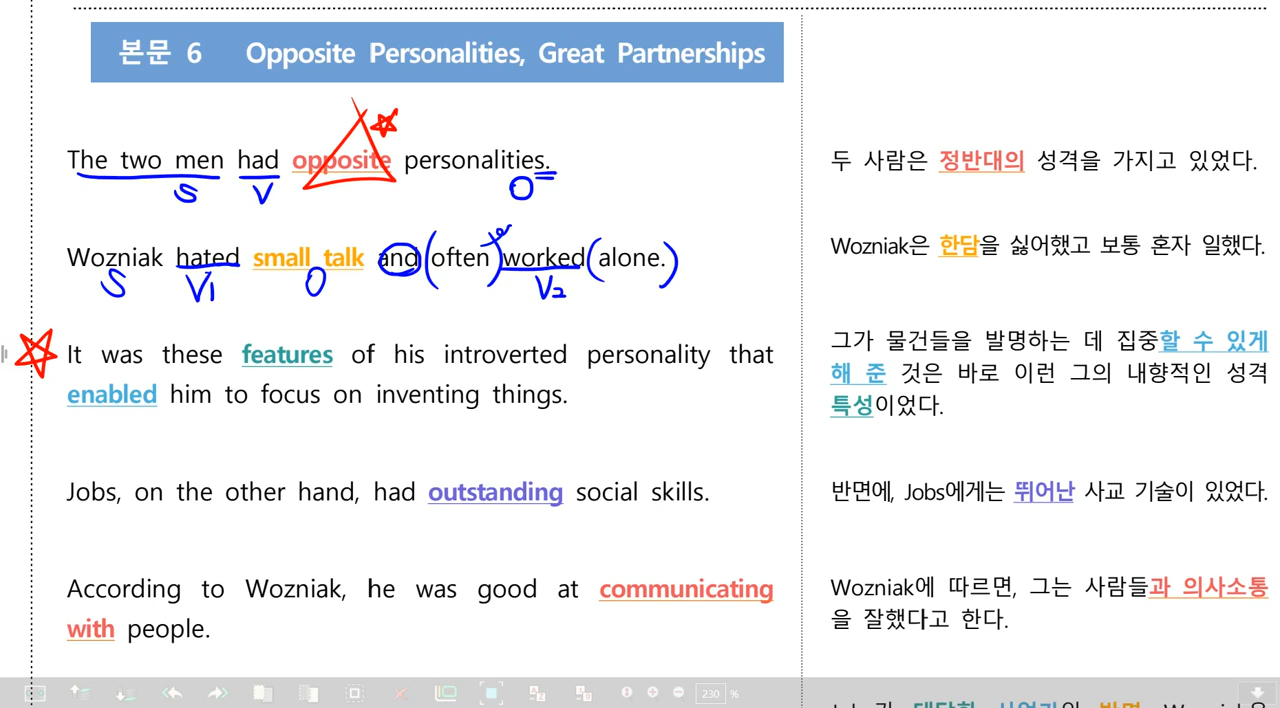 본문 6 Opposite Personalities, Great Partnerships
The two men had opposite personalities.
S V O
Wozniak hated small talk and (often) worked (alone.)
S V1 O V2
It was these features of his introverted personality that
enabled him to focus on inventing things.
Jobs, on the other hand, had outstanding social skills.
According to Wozniak, he was good at communicating
with people.
두 사람은 정반대의 성격을 가지고 있었다.
Wozniak은 한담을 싫어했고 보통 혼자 일했다.
그가 물건들을 발명하는 데 집중할 수 있게
해 준 것은 바로 이런 그의 내향적인 성격
특성이었다.
반면에, Jobs에게는 뛰어난 사교 기술이 있었다.
Wozniak에 따르면, 그는 사람들과 의사소통
을 잘했다고 한다.
230 %